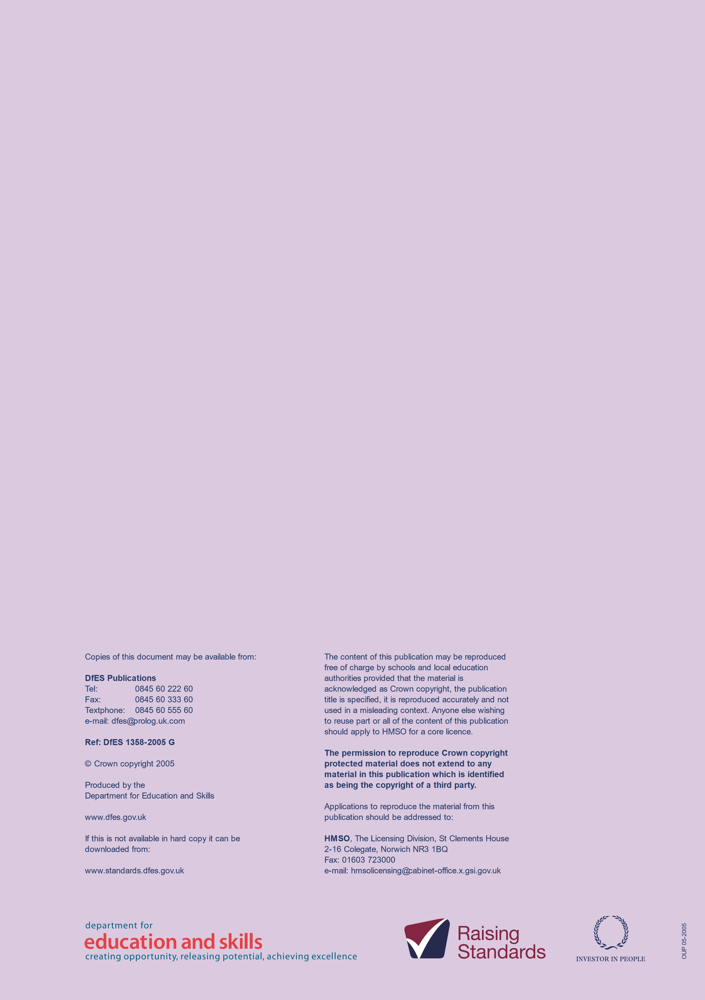 Copies of this document may be available from:
DfES Publications
Tel: 0845 60 222 60
Fax: 0845 60 333 60
Textphone: 0845 60 555 60
e-mail: dfes@prolog.uk.com
Ref: DfES 1358-2005 G
© Crown copyright 2005
Produced by the
Department for Education and Skills
www.dfes.gov.uk
If this is not available in hard copy it can be
downloaded from:
www.standards.dfes.gov.uk
The content of this publication may be reproduced
free of charge by schools and local education
authorities provided that the material is
acknowledged as Crown copyright, the publication
title is specified, it is reproduced accurately and not
used in a misleading context. Anyone else wishing
to reuse part or all of the content of this publication
should apply to HMSO for a core licence.
The permission to reproduce Crown copyright
protected material does not extend to any
material in this publication which is identified
as being the copyright of a third party.
Applications to reproduce the material from this
publication should be addressed to:
HMSO, The Licensing Division, St Clements House
2-16 Colegate, Norwich NR3 1BQ
Fax: 01603 723000
e-mail: hmsolicensing@cabinet-office.x.gsi.gov.uk
department for
education and skills
creating opportunity, releasing potential, achieving excellence
Raising
Standards
INVESTOR IN PEOPLE
OUP 05-2005